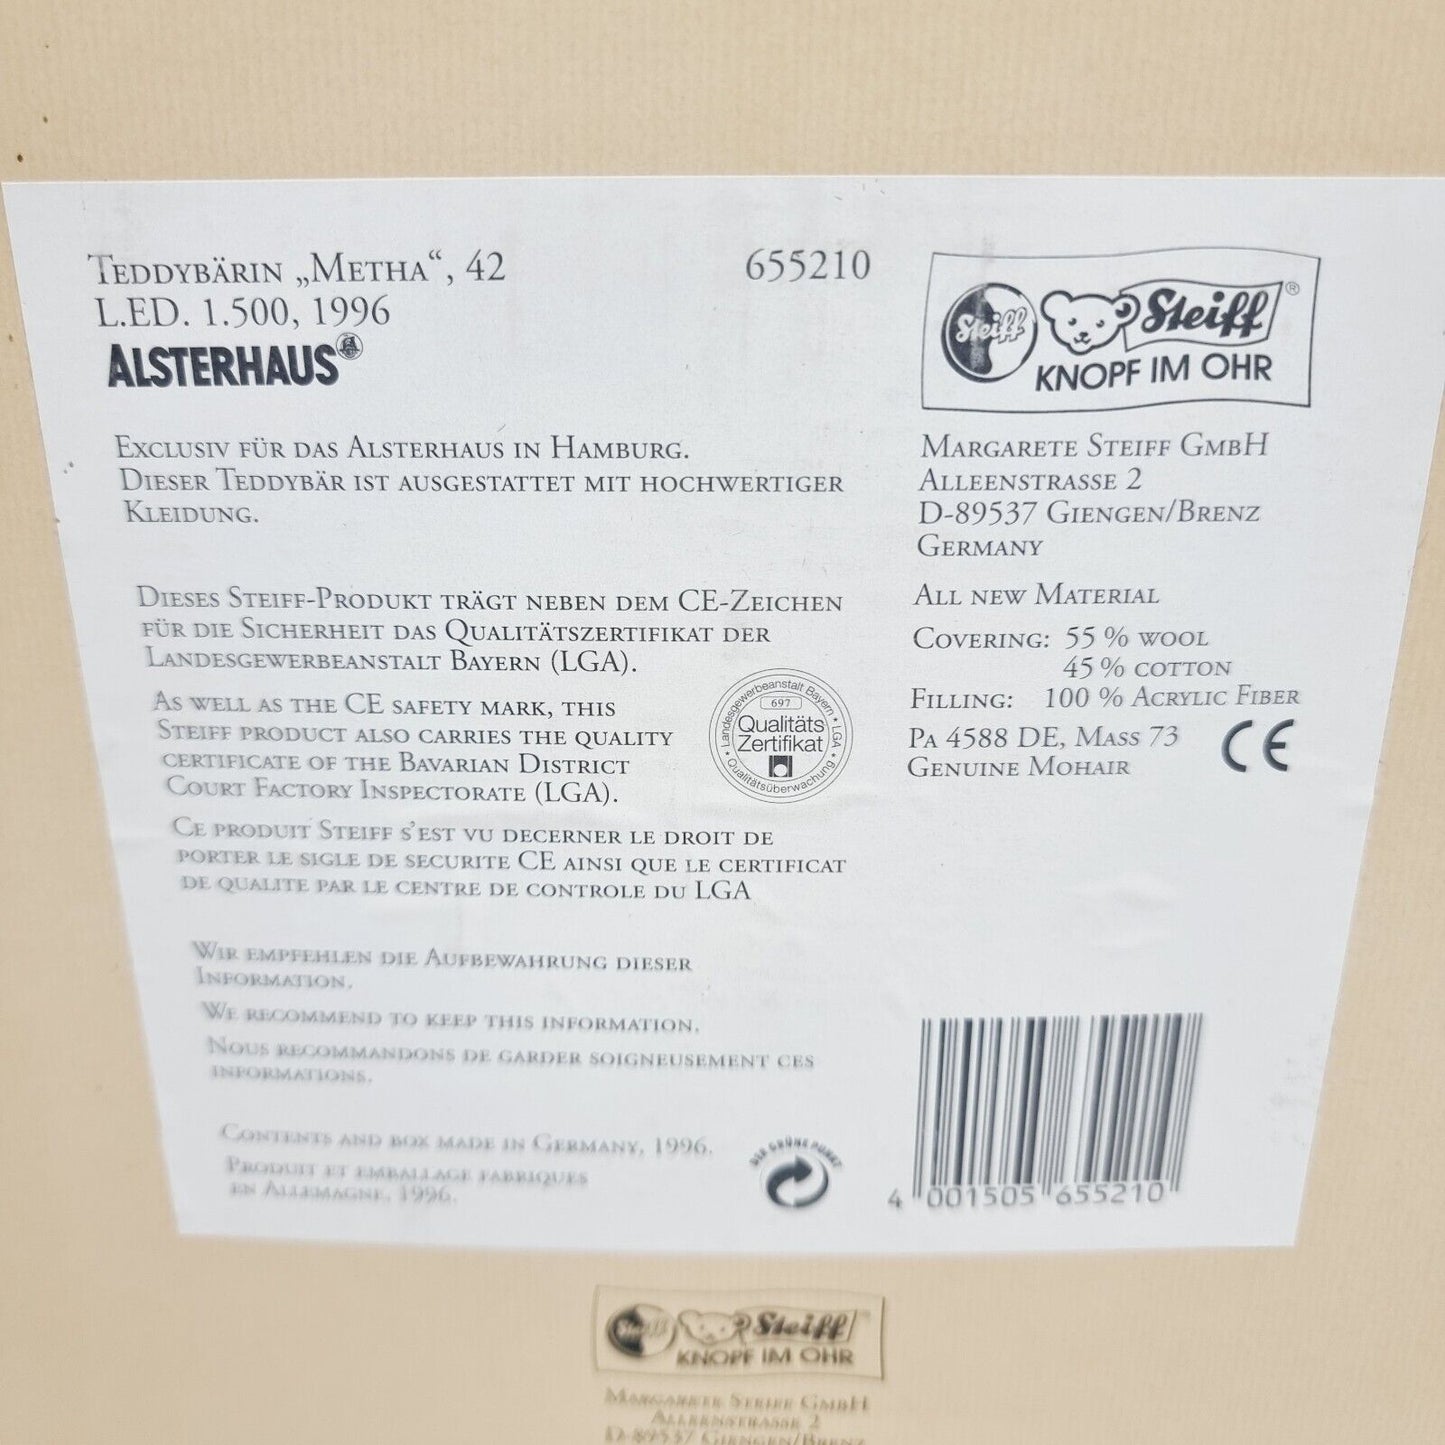 Teddybärin „Metha“, 42
655210
L.ED. 1.500, 1996
ALSTERHAUS®
Exclusiv für das Alsterhaus in Hamburg.
Dieser Teddybär ist ausgestattet mit hochwertiger
Kleidung.
Dieses Steiff-Produkt trägt neben dem CE-Zeichen
für die Sicherheit das Qualitätszertifikat der
Landesgewerbeanstalt Bayern (LGA).
As well as the CE safety mark, this
Steiff product also carries the quality
certificate of the Bavarian District
Court Factory Inspectorate (LGA).
Landesgewerbeanstalt Bayern • LGA •
697
Qualitäts
Zertifikat
• Qualitätsüberwachung •
Ce produit Steiff s'est vu decerner le droit de
porter le sigle de securite CE ainsi que le certificat
de qualite par le centre de controle du LGA
Wir empfehlen die Aufbewahrung dieser
Information.
We recommend to keep this information.
Nous recommandons de garder soigneusement ces
informations.
Contents and box made in Germany, 1996.
Produit et emballage fabriques
en Allemagne, 1996.
DER GRÜNE PUNKT
Steiff
Steiff®
KNOPF IM OHR
Margarete Steiff GmbH
Alleenstrasse 2
D-89537 Giengen/Brenz
Germany
All new Material
Covering: 55 % wool
45 % cotton
Filling: 100 % Acrylic Fiber
Pa 4588 DE, Mass 73
Genuine Mohair
CE
4 001505 655210
Steiff
Steiff™
KNOPF IM OHR
Margarete Steiff GmbH
Alleenstrasse 2
D-89537 Giengen/Brenz